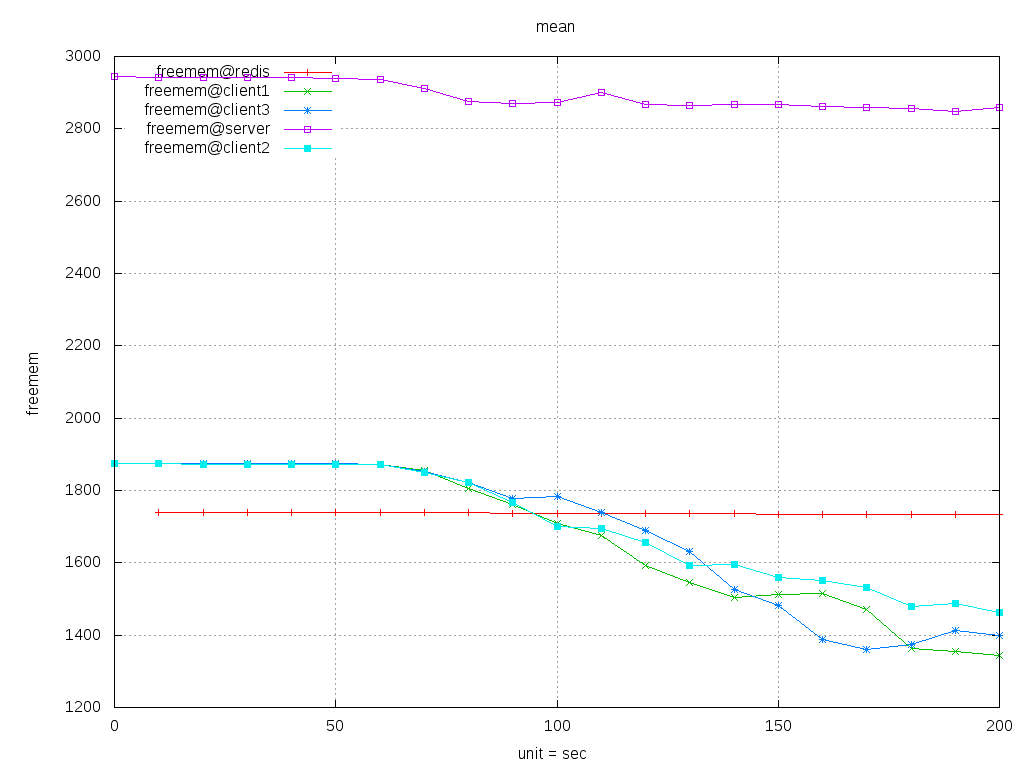 mean
3000
2800
2600
2400
2200
2000
1800
1600
1400
1200
freemem
freemem@redis
freemem@client1
freemem@client3
freemem@server
freemem@client2
0 50 100 150 200
unit = sec